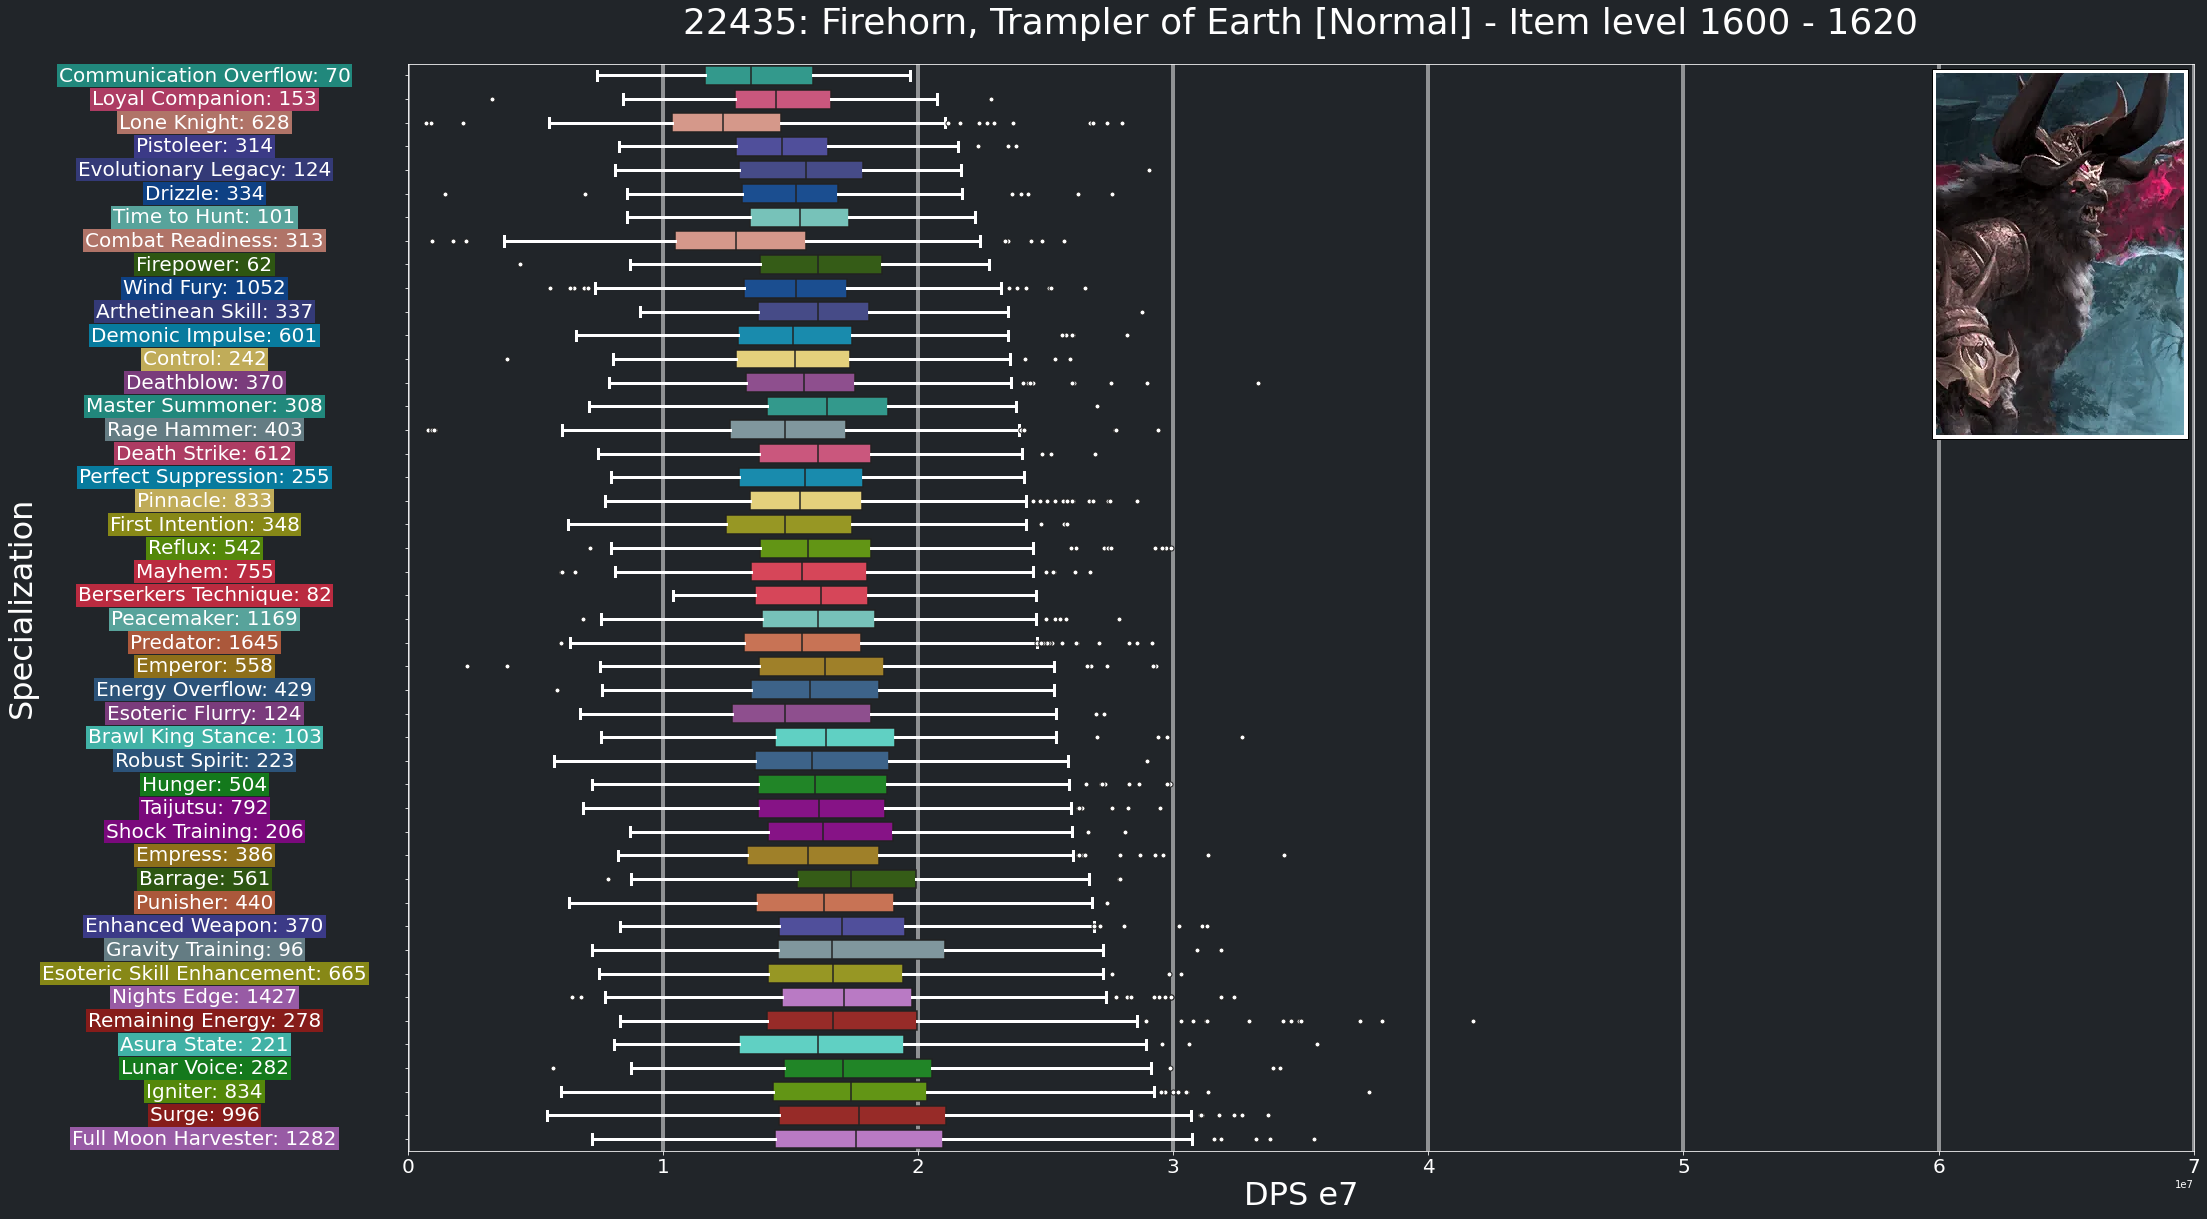 22435: Firehorn, Trampler of Earth [Normal] - Item level 1600 - 1620
Communication Overflow: 70
Loyal Companion: 153
Lone Knight: 628
Pistoleer: 314
Evolutionary Legacy: 124
Drizzle: 334
Time to Hunt: 101
Combat Readiness: 313
Firepower: 62
Wind Fury: 1052
Arthetinean Skill: 337
Demonic Impulse: 601
Control: 242
Deathblow: 370
Master Summoner: 308
Rage Hammer: 403
Death Strike: 612
Perfect Suppression: 255
Pinnacle: 833
First Intention: 348
Reflux: 542
Mayhem: 755
Berserkers Technique: 82
Peacemaker: 1169
Predator: 1645
Emperor: 558
Energy Overflow: 429
Esoteric Flurry: 124
Brawl King Stance: 103
Robust Spirit: 223
Hunger: 504
Taijutsu: 792
Shock Training: 206
Empress: 386
Barrage: 561
Punisher: 440
Enhanced Weapon: 370
Gravity Training: 96
Esoteric Skill Enhancement: 665
Nights Edge: 1427
Remaining Energy: 278
Asura State: 221
Lunar Voice: 282
Igniter: 834
Surge: 996
Full Moon Harvester: 1282
Specialization
0 1 2 3 4 5 6 7
1e7
DPS e7